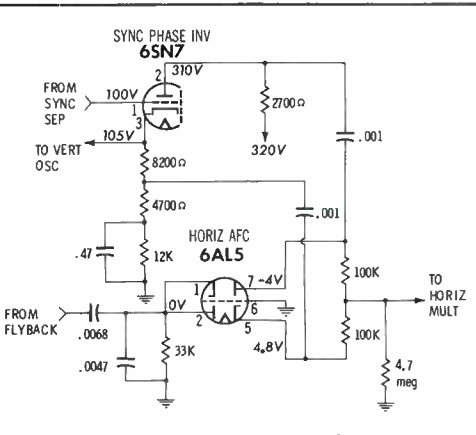 SYNC PHASE INV
6SN7
2
310V
FROM
SYNC
SEP
100V
1
3
2700Ω
.001
105V
TO VERT
OSC
8200Ω
320V
4700Ω
.001
.47
12K
HORIZ AFC
6AL5
7
-4V
1
6
0V
2
5
4.8V
FROM
FLYBACK
.0068
.0047
33K
100K
100K
TO
HORIZ
MULT
4.7
meg